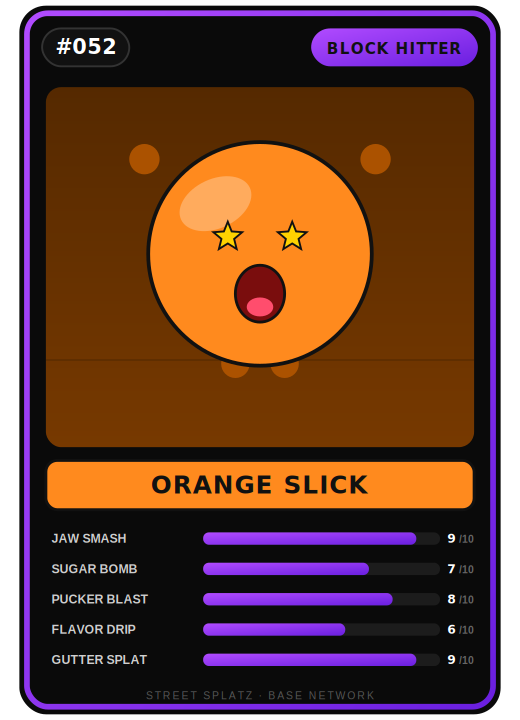 #052
BLOCK HITTER
ORANGE SLICK
JAW SMASH 9 /10
SUGAR BOMB 7 /10
PUCKER BLAST 8 /10
FLAVOR DRIP 6 /10
GUTTER SPLAT 9 /10
STREET SPLATZ · BASE NETWORK